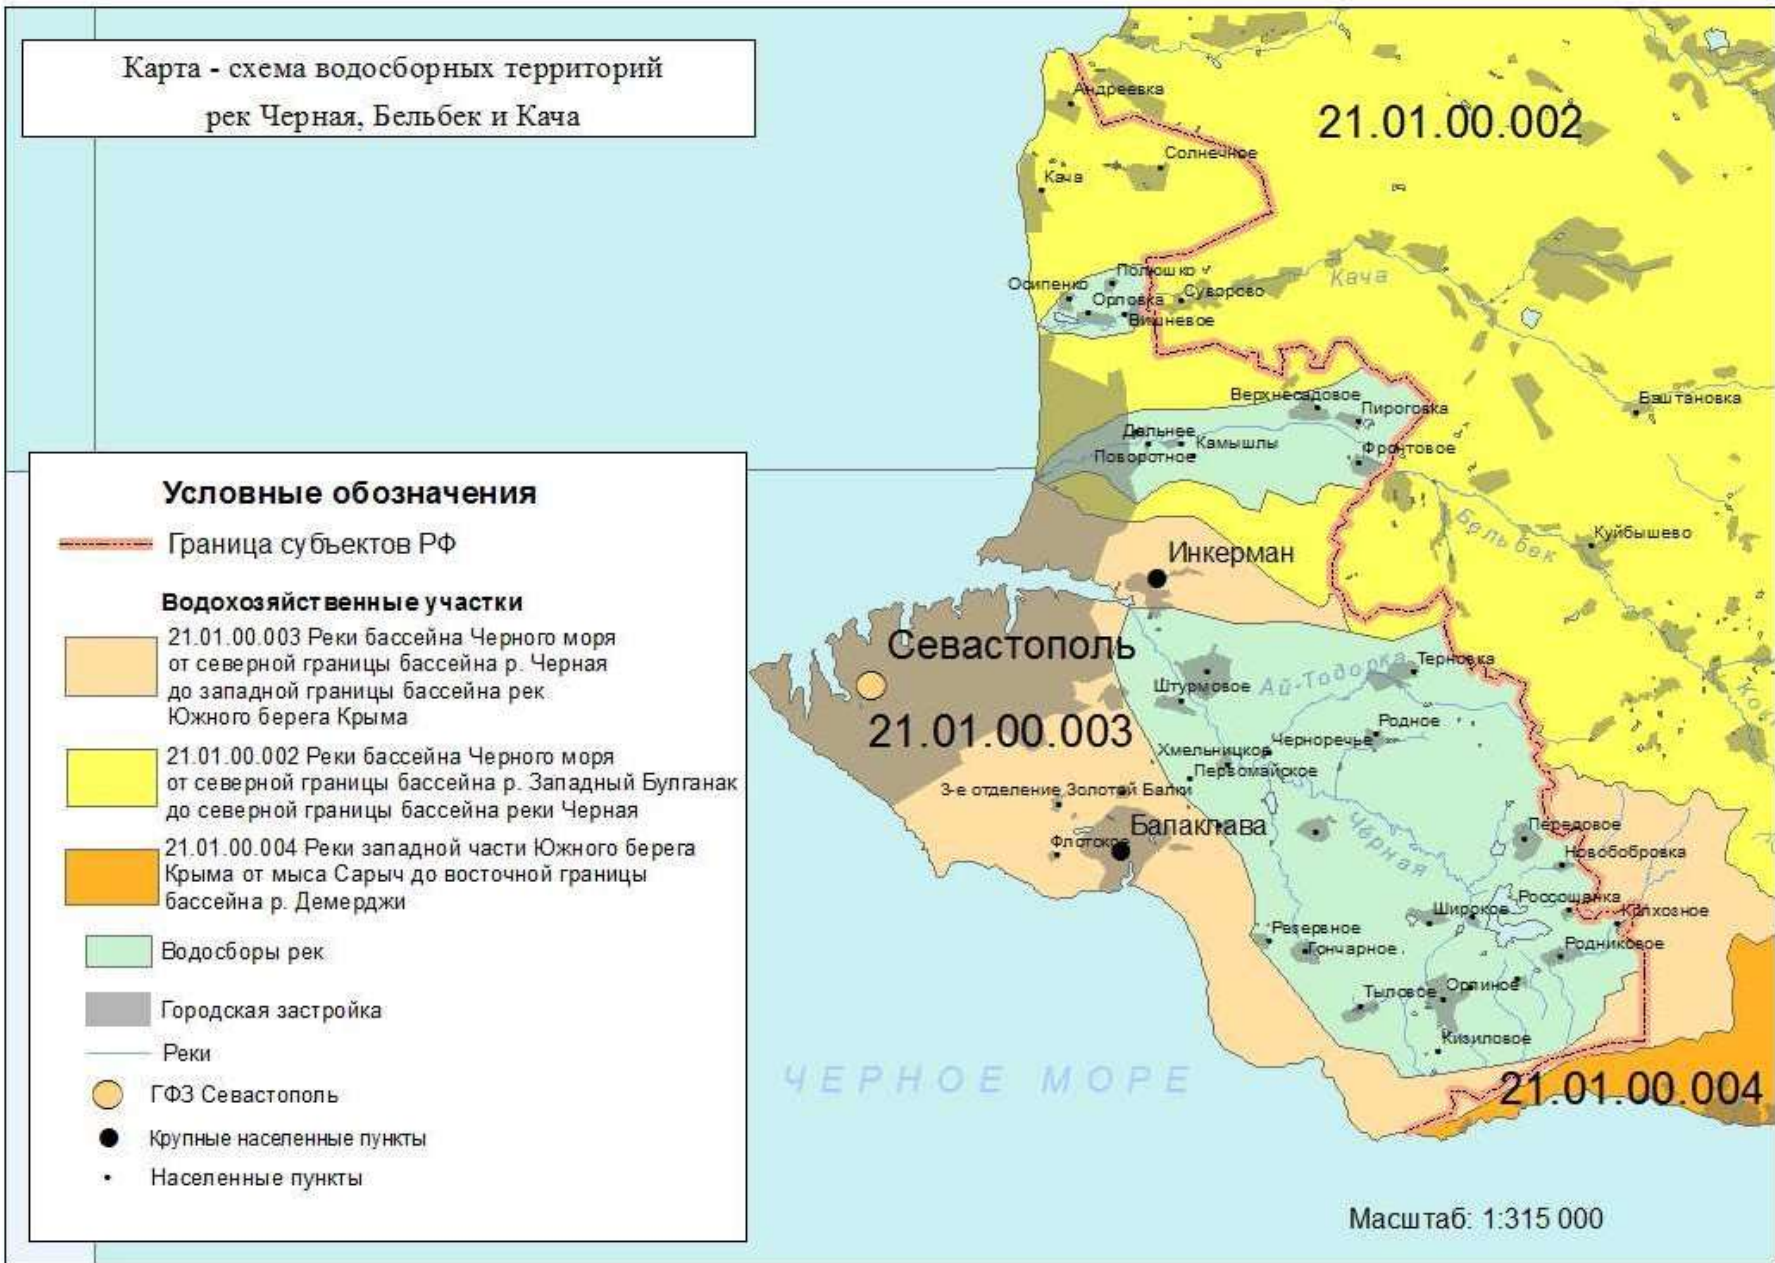 Карта - схема водосборных территорий
рек Черная, Бельбек и Кача
21.01.00.002
Андреевка
Солнечное
Кача
Полюшко
Осипенко
Орловка
Суворово
Вишневое
Кача
Верхнесадовое
Пироговка
Баштановка
Дальнее
Камышлы
Поворотное
Фронтовое
Бельбек
Куйбышево
Инкерман
Севастополь
Ай-Тодорка
Терновка
Штурмовое
21.01.00.003
Родное
Черноречье
Хмельницкое
Первомайское
3-е отделение Золотой Балки
Балаклава
Флотское
Чёрная
Передовое
Новобобровка
Россошанка
Широкое
Колхозное
Резервное
Гончарное
Родниковое
Тыловое
Орлиное
Кизиловое
21.01.00.004
ЧЕРНОЕ МОРЕ
Масштаб: 1:315 000
Условные обозначения
Граница субъектов РФ
Водохозяйственные участки
21.01.00.003 Реки бассейна Черного моря
от северной границы бассейна р. Черная
до западной границы бассейна рек
Южного берега Крыма
21.01.00.002 Реки бассейна Черного моря
от северной границы бассейна р. Западный Булганак
до северной границы бассейна реки Черная
21.01.00.004 Реки западной части Южного берега
Крыма от мыса Сарыч до восточной границы
бассейна р. Демерджи
Водосборы рек
Городская застройка
Реки
ГФЗ Севастополь
Крупные населенные пункты
Населенные пункты